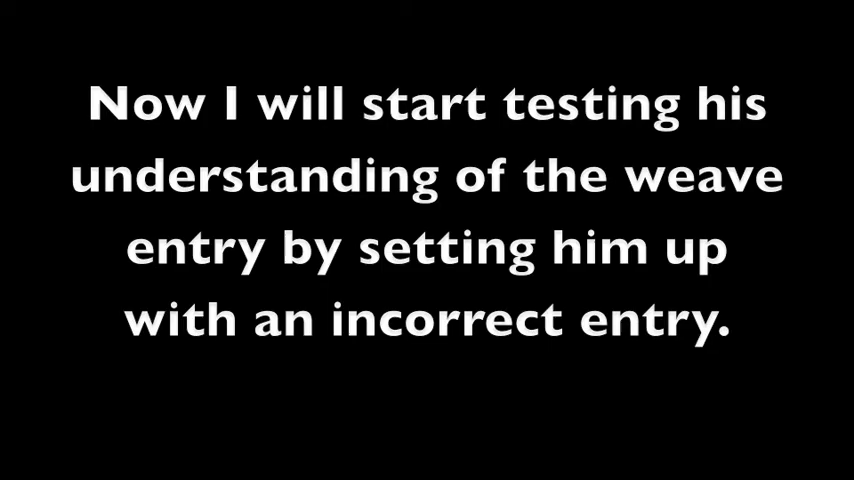 Now I will start testing his
understanding of the weave
entry by setting him up
with an incorrect entry.